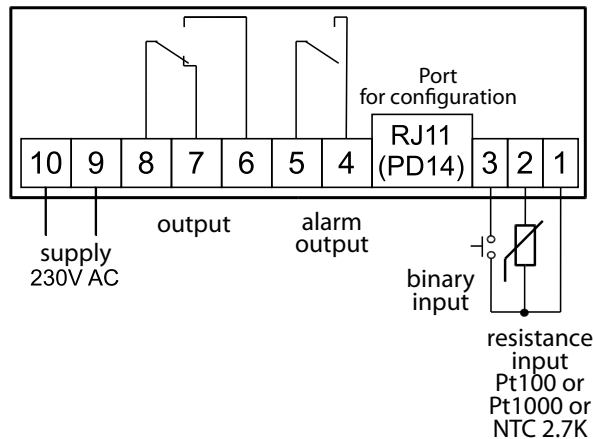 Port
for configuration
10 9 8 7 6 5 4 RJ11 (PD14) 3 2 1
supply
230V AC
output
alarm
output
binary
input
resistance
input
Pt100 or
Pt1000 or
NTC 2.7K